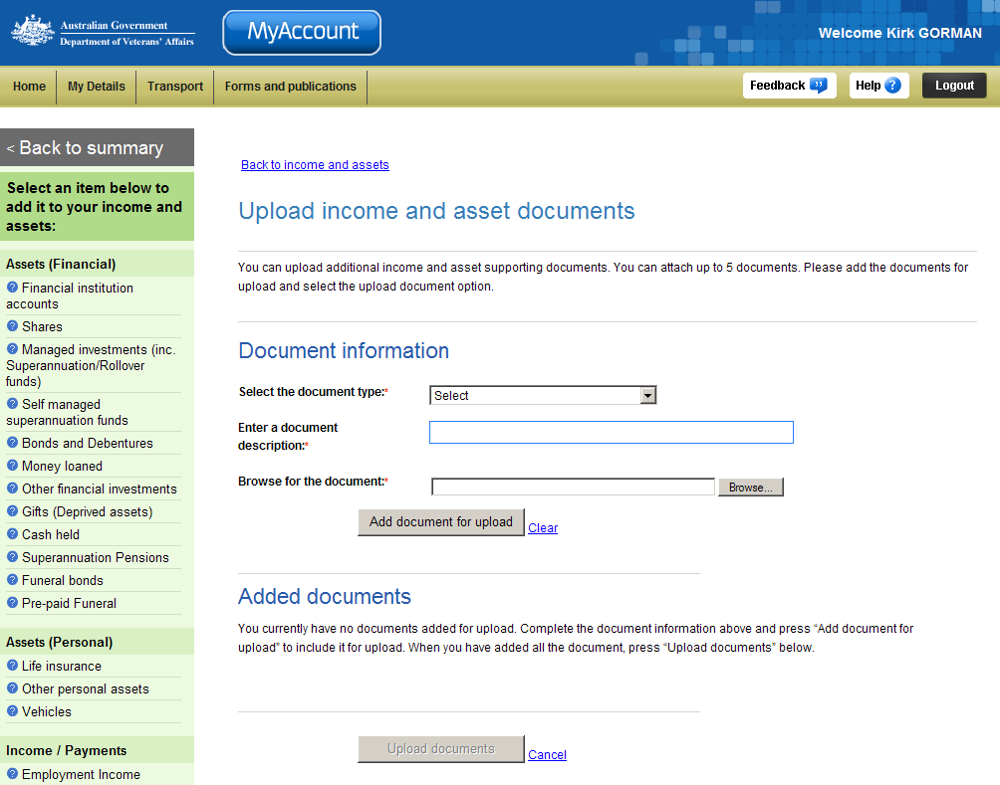 Australian Government
Department of Veterans' Affairs
MyAccount
Welcome Kirk GORMAN
Home
My Details
Transport
Forms and publications
Feedback
Help ?
Logout
< Back to summary
Select an item below to
add it to your income and
assets:
Assets (Financial)
? Financial institution
accounts
? Shares
? Managed investments (inc.
Superannuation/Rollover
funds)
? Self managed
superannuation funds
? Bonds and Debentures
? Money loaned
? Other financial investments
? Gifts (Deprived assets)
? Cash held
? Superannuation Pensions
? Funeral bonds
? Pre-paid Funeral
Assets (Personal)
? Life insurance
? Other personal assets
? Vehicles
Income / Payments
? Employment Income
Back to income and assets
Upload income and asset documents
You can upload additional income and asset supporting documents. You can attach up to 5 documents. Please add the documents for
upload and select the upload document option.
Document information
Select the document type:*
Select
Enter a document
description:*
Browse for the document:*
Browse...
Add document for upload
Clear
Added documents
You currently have no documents added for upload. Complete the document information above and press “Add document for
upload” to include it for upload. When you have added all the document, press “Upload documents” below.
Upload documents
Cancel